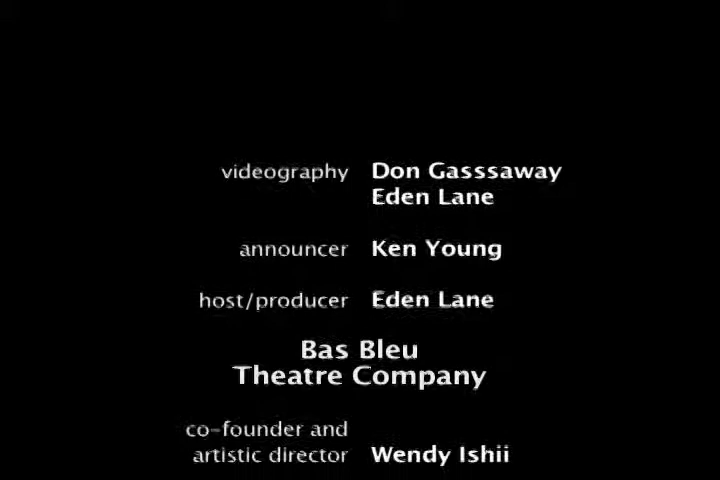 videography Don Gasssaway
Eden Lane
announcer Ken Young
host/producer Eden Lane
Bas Bleu
Theatre Company
co-founder and
artistic director Wendy Ishii